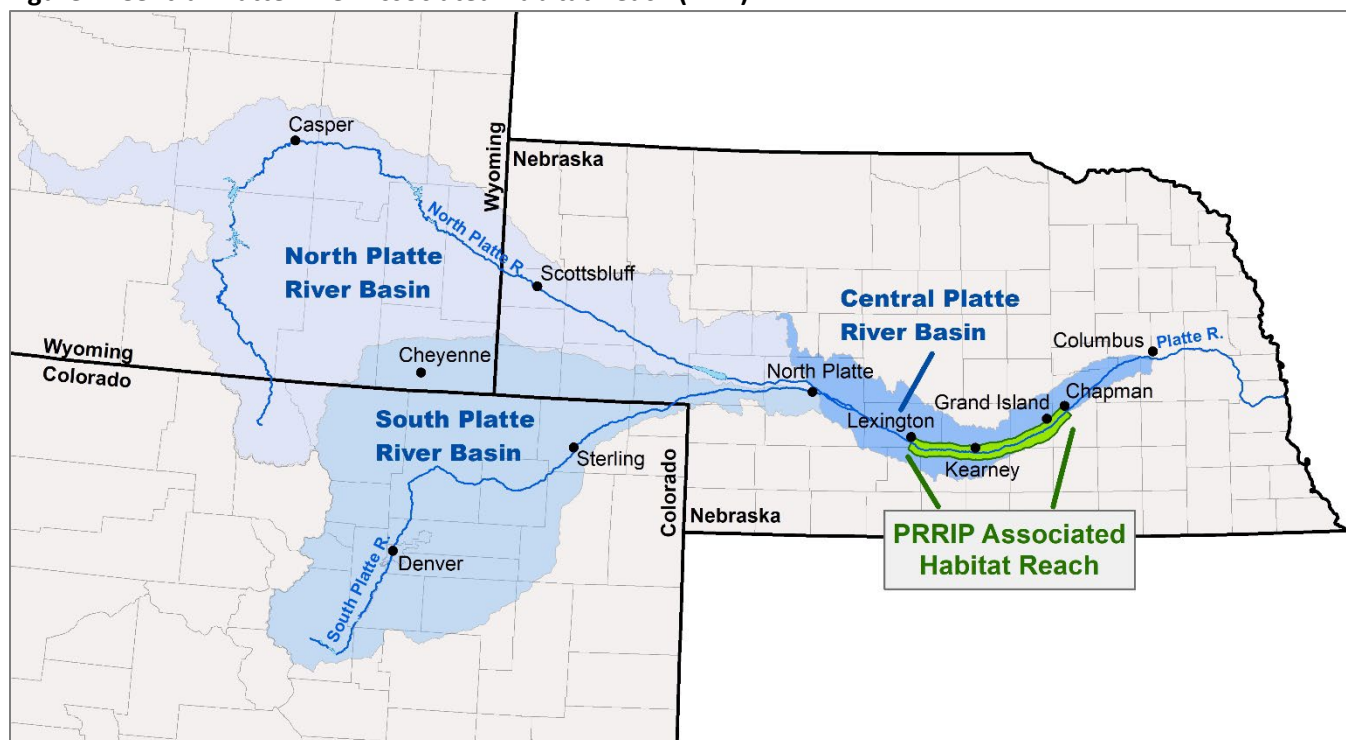 Casper
Wyoming
Nebraska
North Platte R.
North Platte
River Basin
Scottsbluff
Central Platte
River Basin
Columbus
Platte R.
Wyoming
Colorado
Cheyenne
North Platte
Grand Island
Chapman
Lexington
South Platte
River Basin
Sterling
Kearney
Colorado
Nebraska
PRRIP Associated
Habitat Reach
South Platte R.
Denver